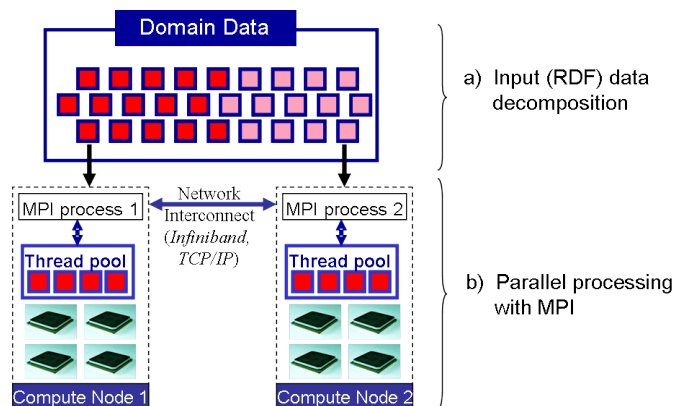 Domain Data
a) Input (RDF) data
decomposition
MPI process 1
Network
Interconnect
(Infiniband,
TCP/IP)
MPI process 2
Thread pool
Thread pool
b) Parallel processing
with MPI
Compute Node 1
Compute Node 2